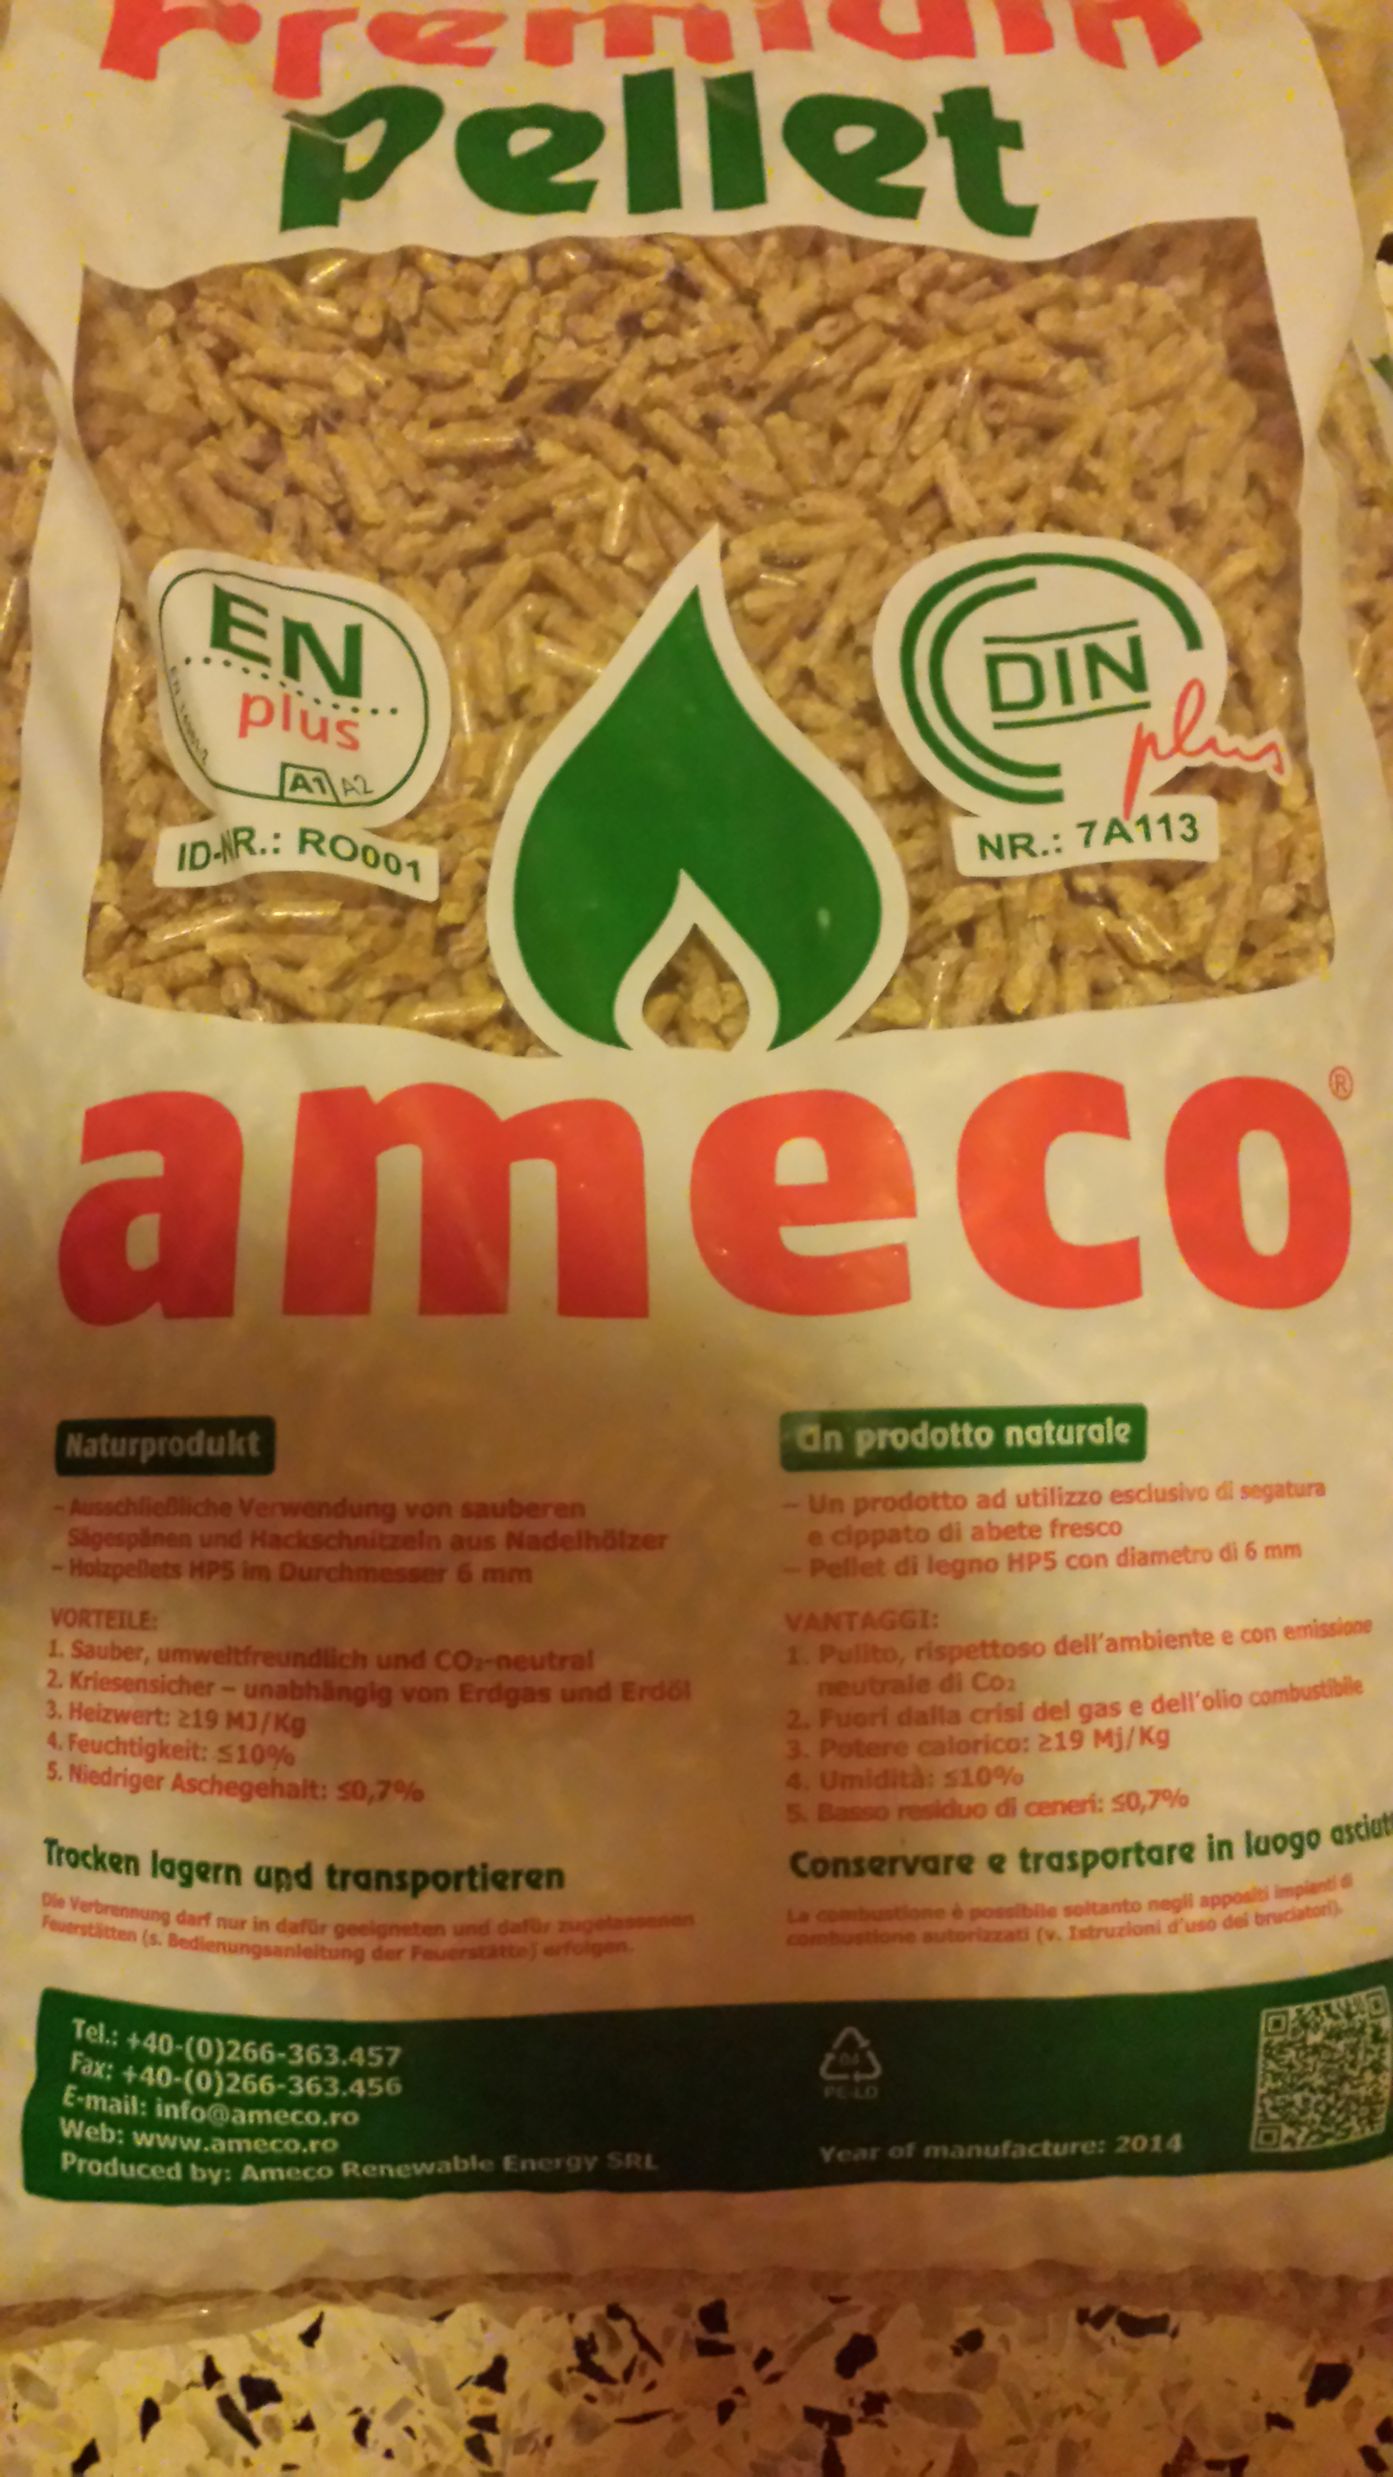 Premium
Pellet
EN
plus
A1 A2
ID-NR.: RO001
DIN
plus
NR.: 7A113
ameco®
Naturprodukt
- Ausschließliche Verwendung von sauberen
Sägespänen und Hackschnitzeln aus Nadelhölzer
- Holzpellets HP5 im Durchmesser 6 mm
VORTEILE:
1. Sauber, umweltfreundlich und CO₂-neutral
2. Kriesensicher – unabhängig von Erdgas und Erdöl
3. Heizwert: ≥19 MJ/Kg
4. Feuchtigkeit: ≤10%
5. Niedriger Aschegehalt: ≤0,7%
Trocken lagern und transportieren
Die Verbrennung darf nur in dafür geeigneten und dafür zugelassenen
Feuerstätten (s. Bedienungsanleitung der Feuerstätte) erfolgen.
Un prodotto naturale
- Un prodotto ad utilizzo esclusivo di segatura
e cippato di abete fresco
- Pellet di legno HP5 con diametro di 6 mm
VANTAGGI:
1. Pulito, rispettoso dell'ambiente e con emissione
neutrale di Co₂
2. Fuori dalla crisi del gas e dell'olio combustibile
3. Potere calorico: ≥19 Mj/Kg
4. Umidità: ≤10%
5. Basso residuo di ceneri: ≤0,7%
Conservare e trasportare in luogo asciut
La combustione è possibile soltanto negli appositi impianti di
combustione autorizzati (v. Istruzioni d'uso dei bruciatori).
Tel.: +40-(0)266-363.457
Fax: +40-(0)266-363.456
E-mail: info@ameco.ro
Web: www.ameco.ro
Produced by: Ameco Renewable Energy SRL
04
PE-LD
Year of manufacture: 2014